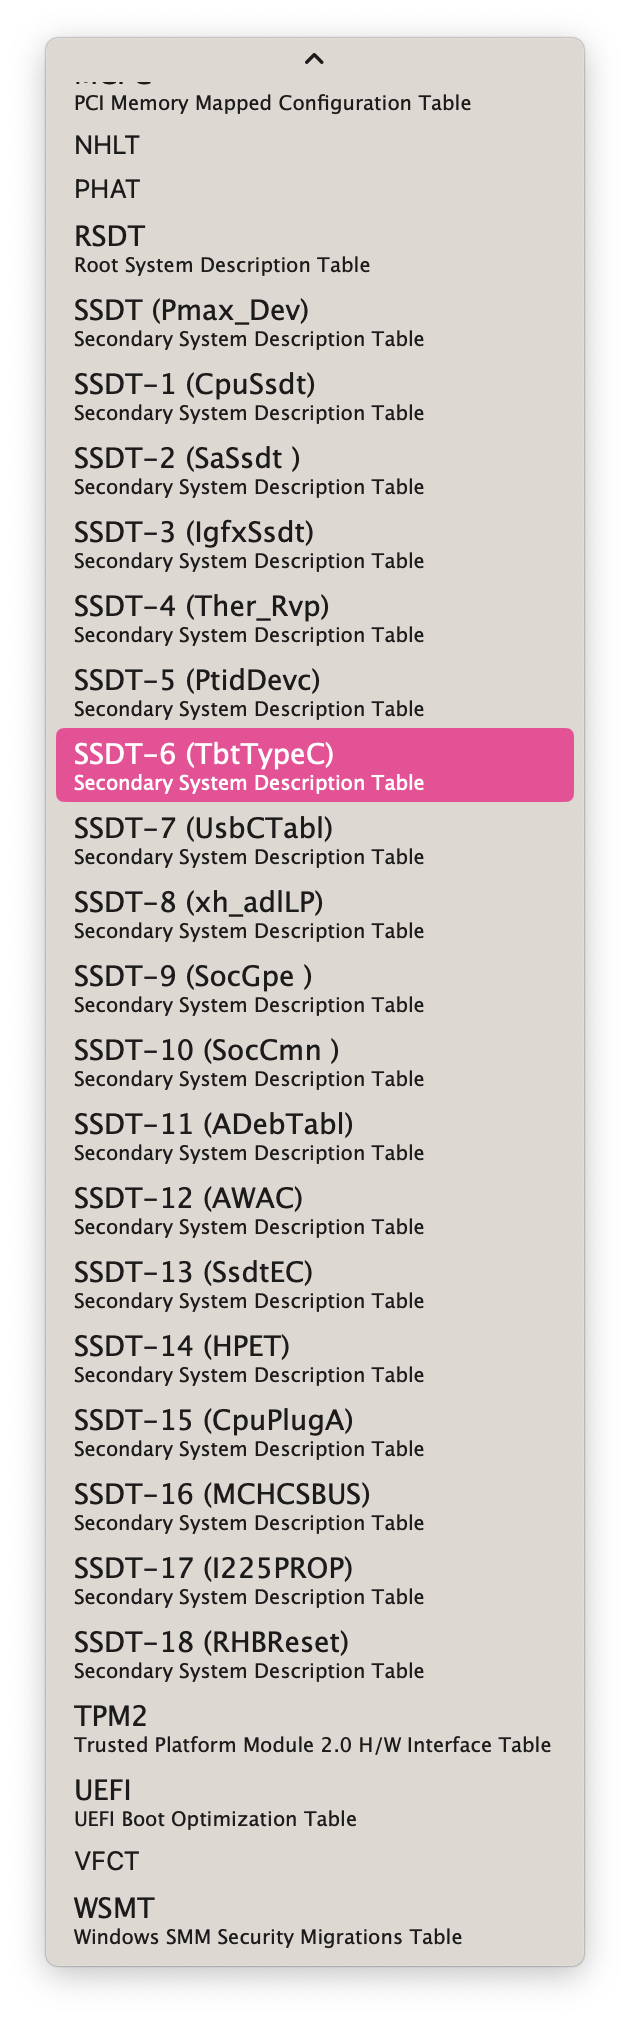 PCI Memory Mapped Configuration Table
NHLT
PHAT
RSDT
Root System Description Table
SSDT (Pmax_Dev)
Secondary System Description Table
SSDT-1 (CpuSsdt)
Secondary System Description Table
SSDT-2 (SaSsdt )
Secondary System Description Table
SSDT-3 (IgfxSsdt)
Secondary System Description Table
SSDT-4 (Ther_Rvp)
Secondary System Description Table
SSDT-5 (PtidDevc)
Secondary System Description Table
SSDT-6 (TbtTypeC)
Secondary System Description Table
SSDT-7 (UsbCTabl)
Secondary System Description Table
SSDT-8 (xh_adlLP)
Secondary System Description Table
SSDT-9 (SocGpe )
Secondary System Description Table
SSDT-10 (SocCmn )
Secondary System Description Table
SSDT-11 (ADebTabl)
Secondary System Description Table
SSDT-12 (AWAC)
Secondary System Description Table
SSDT-13 (SsdtEC)
Secondary System Description Table
SSDT-14 (HPET)
Secondary System Description Table
SSDT-15 (CpuPlugA)
Secondary System Description Table
SSDT-16 (MCHCSBUS)
Secondary System Description Table
SSDT-17 (I225PROP)
Secondary System Description Table
SSDT-18 (RHBReset)
Secondary System Description Table
TPM2
Trusted Platform Module 2.0 H/W Interface Table
UEFI
UEFI Boot Optimization Table
VFCT
WSMT
Windows SMM Security Migrations Table